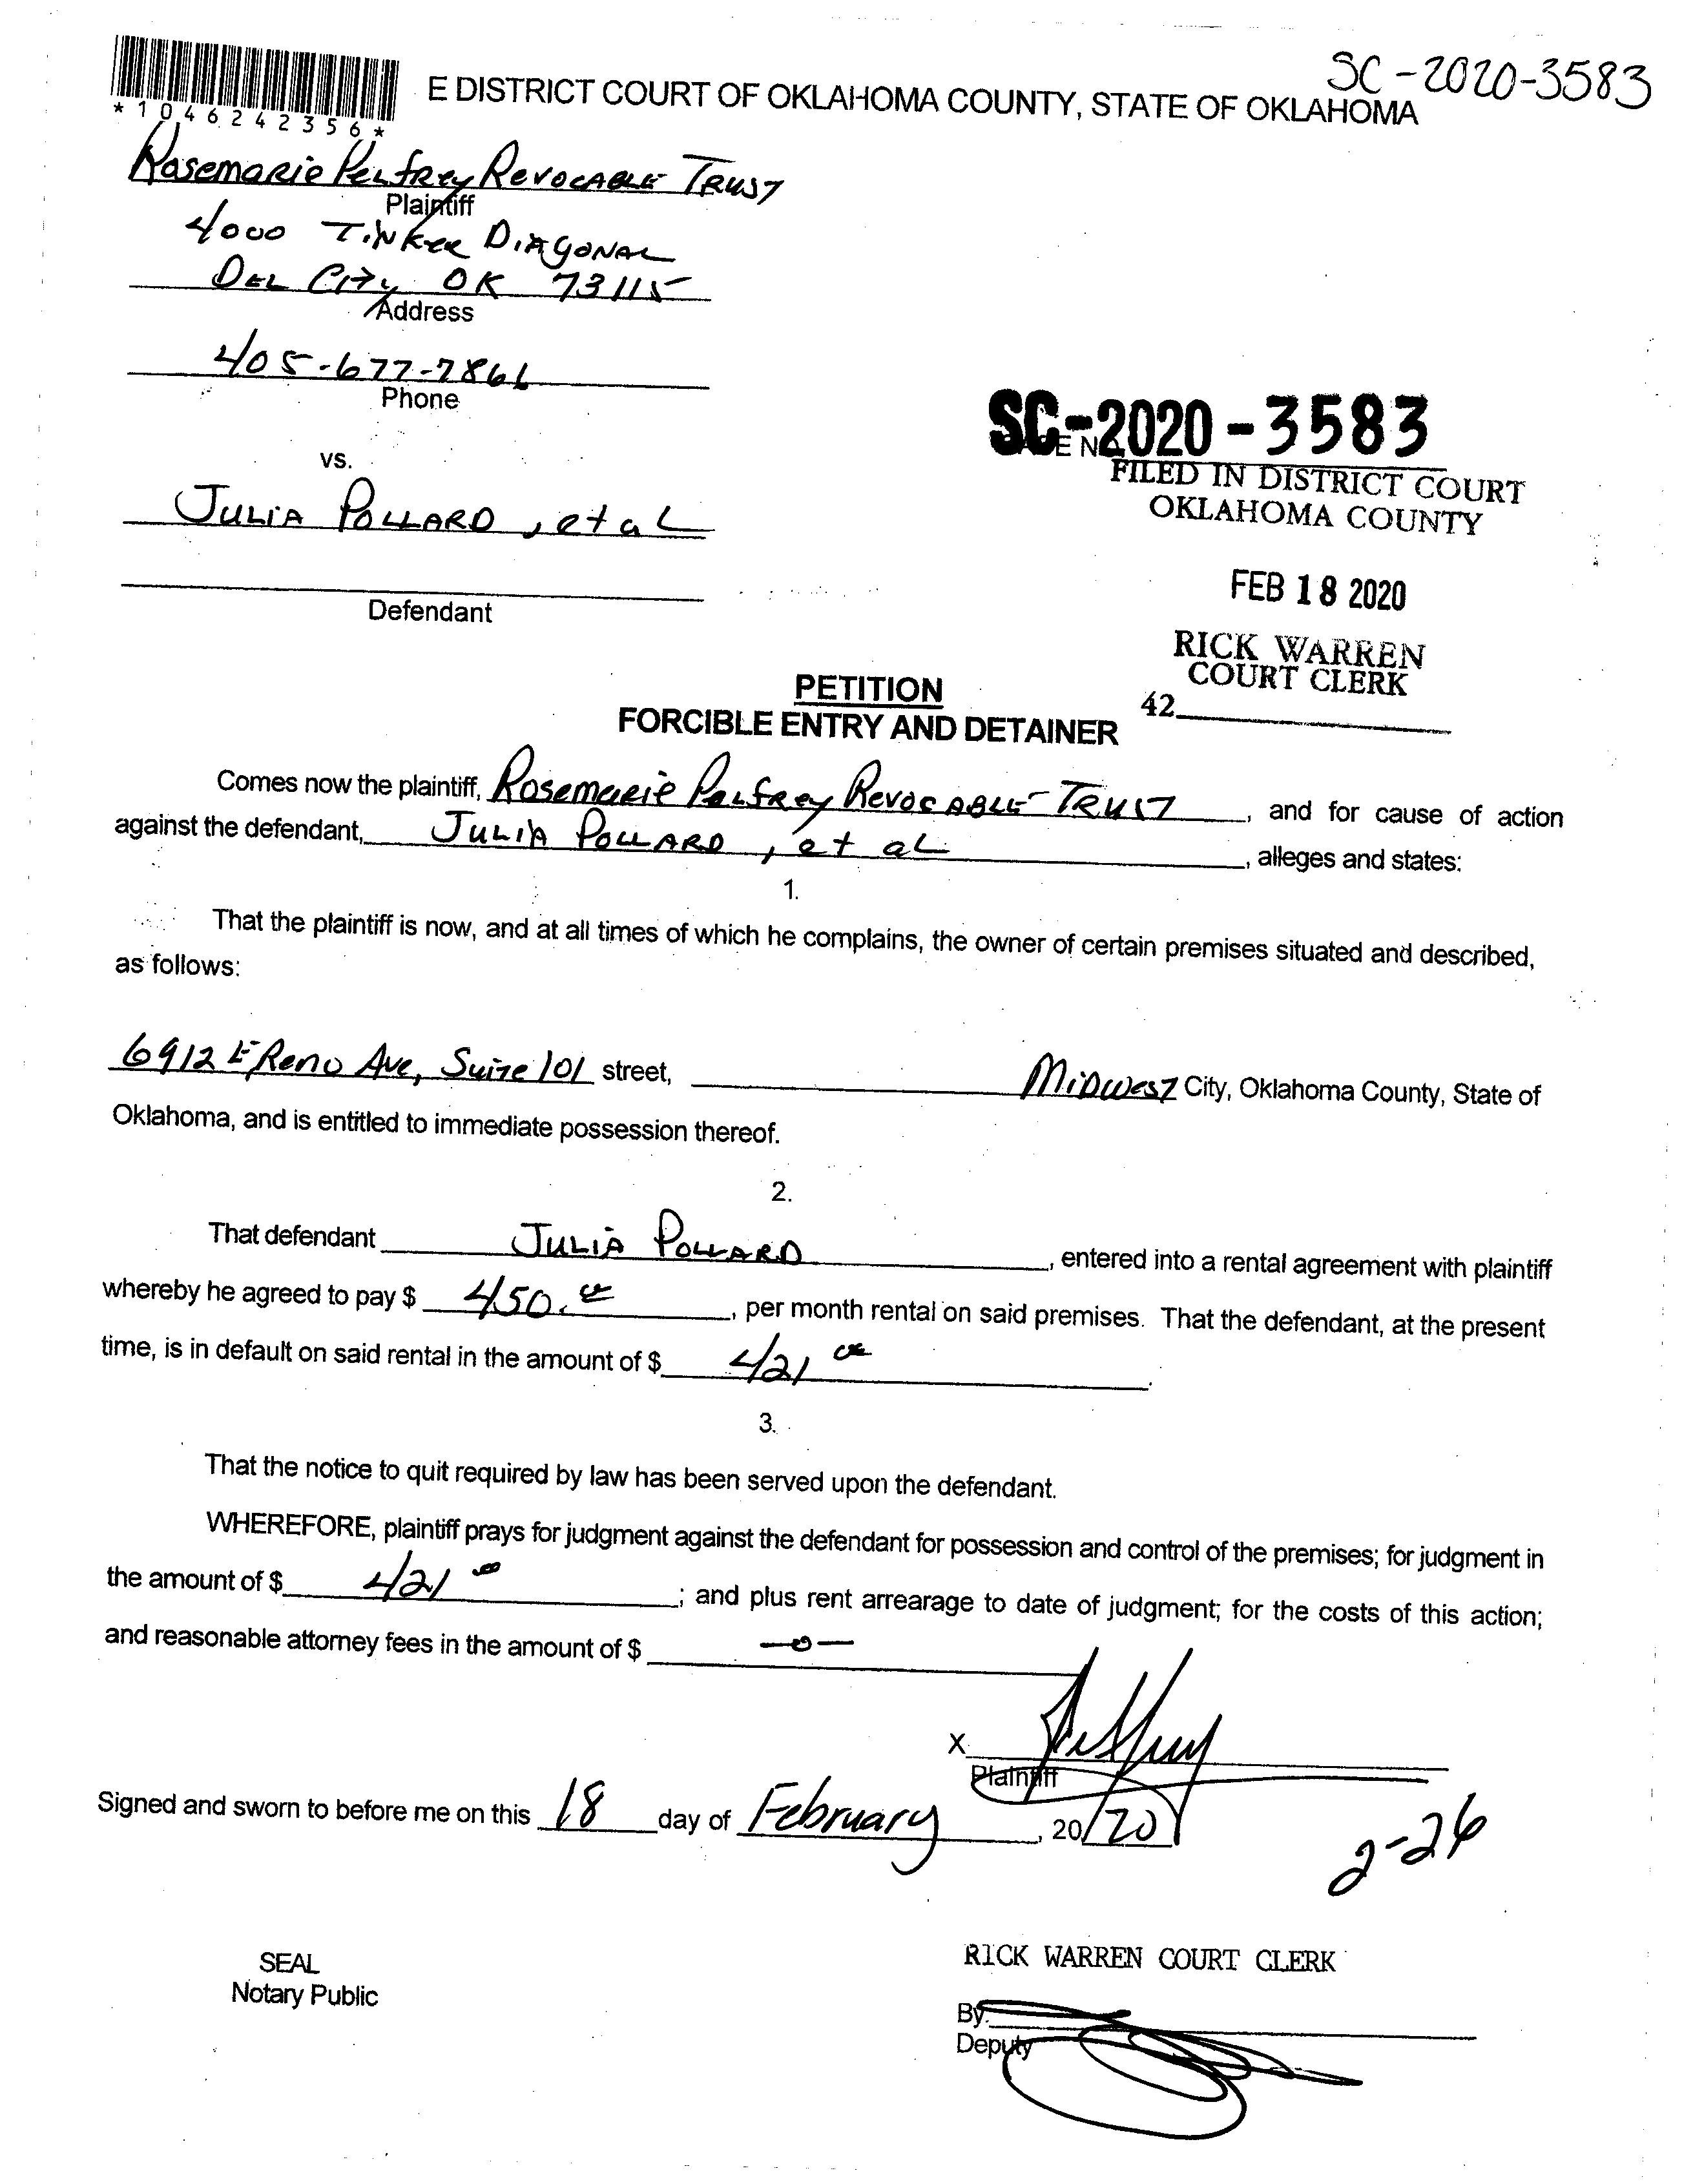 SC-2020-3583
E DISTRICT COURT OF OKLAHOMA COUNTY, STATE OF OKLAHOMA
*1046242356*
Rosemarie Pelfrey Revocable Trust
Plaintiff
4000 Tinker Diagonal
Del City OK 73115
Address
405-677-7866
Phone
SC-2020-3583
FILED IN DISTRICT COURT
OKLAHOMA COUNTY
vs.
Julia Pollard, et al
FEB 18 2020
Defendant
RICK WARREN
COURT CLERK
42
PETITION
FORCIBLE ENTRY AND DETAINER
Comes now the plaintiff, Rosemarie Pelfrey Revocable Trust, and for cause of action
against the defendant, Julia Pollard, et al, alleges and states:
1.
That the plaintiff is now, and at all times of which he complains, the owner of certain premises situated and described,
as follows:
6912 E Reno Ave, Suite 101 street, Midwest City, Oklahoma County, State of
Oklahoma, and is entitled to immediate possession thereof.
2.
That defendant Julia Pollard, entered into a rental agreement with plaintiff
whereby he agreed to pay $ 450.00, per month rental on said premises. That the defendant, at the present
time, is in default on said rental in the amount of $ 421 00.
3.
That the notice to quit required by law has been served upon the defendant.
WHEREFORE, plaintiff prays for judgment against the defendant for possession and control of the premises; for judgment in
the amount of $ 421 00; and plus rent arrearage to date of judgment; for the costs of this action;
and reasonable attorney fees in the amount of $ -0-
X
Plaintiff
Signed and sworn to before me on this 18 day of February, 20 20
2-26
SEAL
Notary Public
RICK WARREN COURT CLERK
By:
Deputy